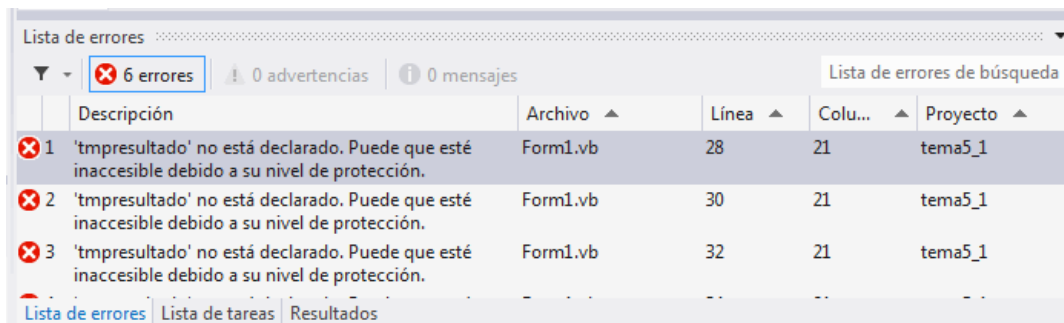 Lista de errores
6 errores 0 advertencias 0 mensajes Lista de errores de búsqueda
Descripción Archivo Línea Colu... Proyecto
1 'tmpresultado' no está declarado. Puede que esté Form1.vb 28 21 tema5_1
inaccesible debido a su nivel de protección.
2 'tmpresultado' no está declarado. Puede que esté Form1.vb 30 21 tema5_1
inaccesible debido a su nivel de protección.
3 'tmpresultado' no está declarado. Puede que esté Form1.vb 32 21 tema5_1
inaccesible debido a su nivel de protección.
Lista de errores Lista de tareas Resultados